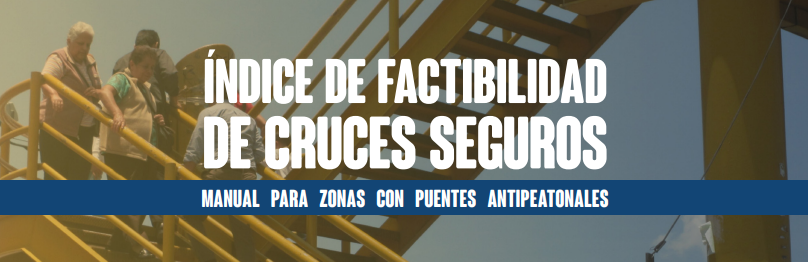 ÍNDICE DE FACTIBILIDAD
DE CRUCES SEGUROS
MANUAL PARA ZONAS CON PUENTES ANTIPEATONALES